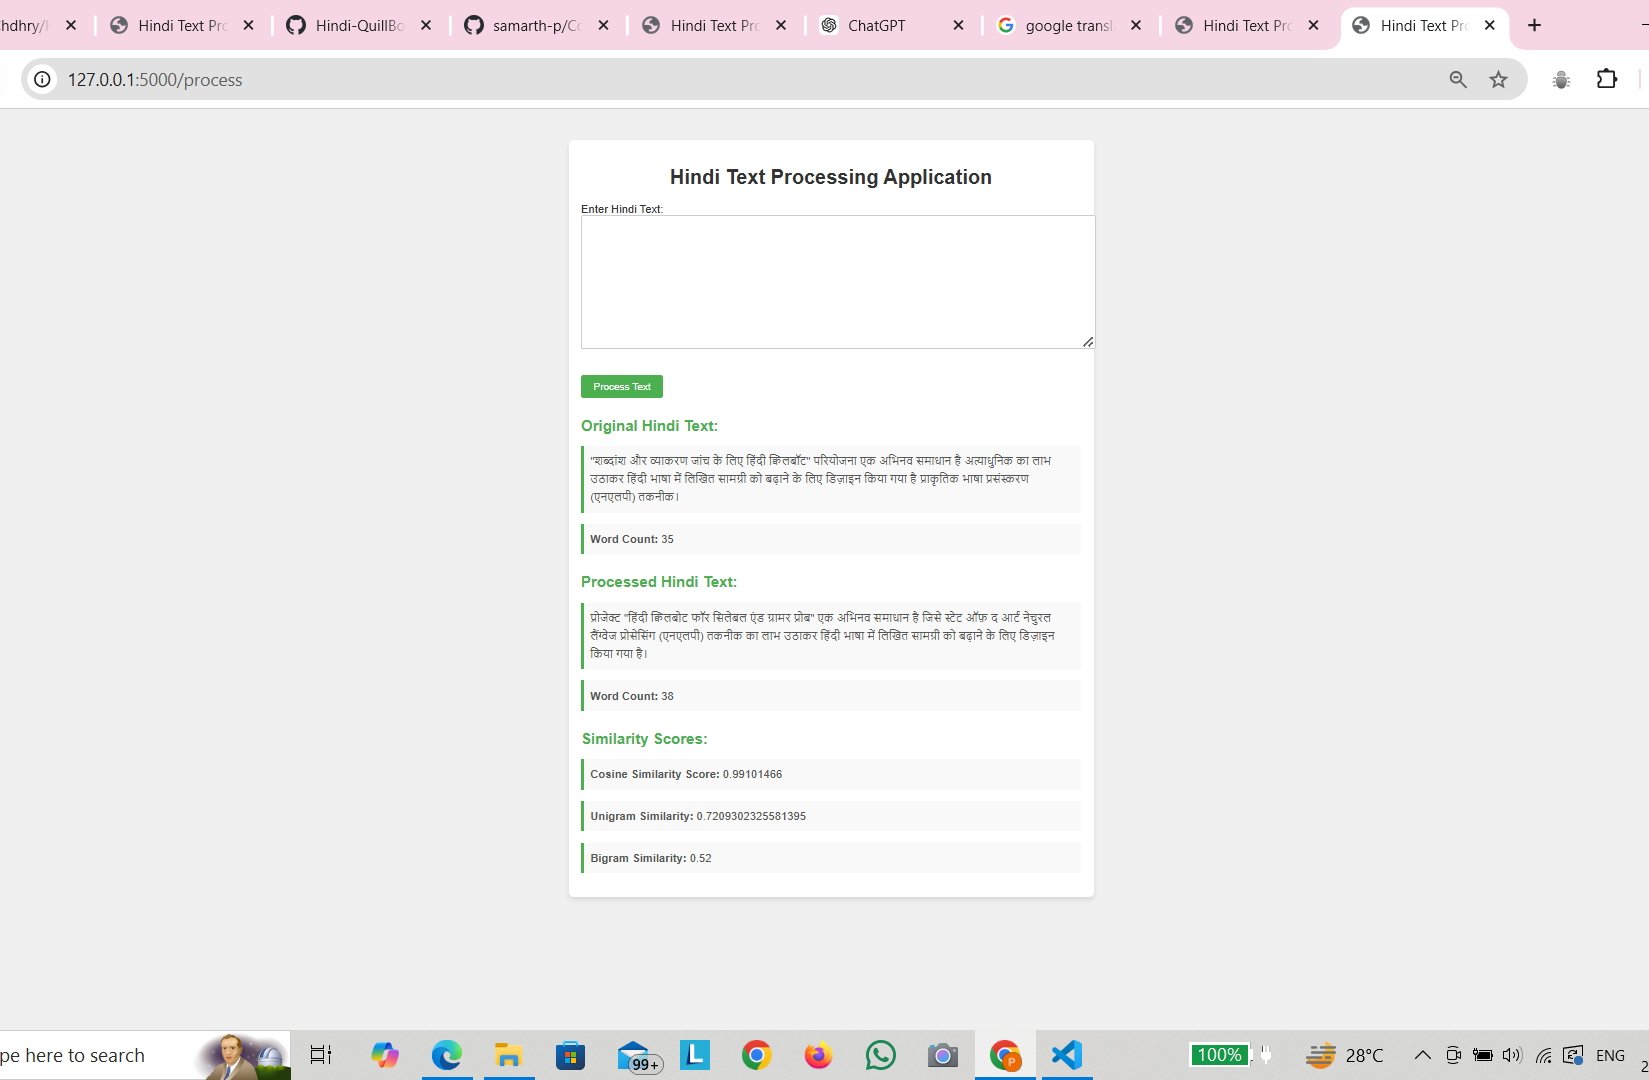 hdhry/H
Hindi Text Pro
Hindi-QuillBo
samarth-p/Co
Hindi Text Pro
ChatGPT
google transl
Hindi Text Pro
Hindi Text Pro
127.0.0.1:5000/process
Hindi Text Processing Application
Enter Hindi Text:
Process Text
Original Hindi Text:
"शब्दांश और व्याकरण जांच के लिए हिंदी क्विलबॉट" परियोजना एक अभिनव समाधान है अत्याधुनिक का लाभ
उठाकर हिंदी भाषा में लिखित सामग्री को बढ़ाने के लिए डिज़ाइन किया गया है प्राकृतिक भाषा प्रसंस्करण
(एनएलपी) तकनीक।
Word Count: 35
Processed Hindi Text:
प्रोजेक्ट "हिंदी क्विलबोट फॉर सिलेबल एंड ग्रामर प्रोब" एक अभिनव समाधान है जिसे स्टेट ऑफ़ द आर्ट नेचुरल
लैंग्वेज प्रोसेसिंग (एनएलपी) तकनीक का लाभ उठाकर हिंदी भाषा में लिखित सामग्री को बढ़ाने के लिए डिज़ाइन
किया गया है।
Word Count: 38
Similarity Scores:
Cosine Similarity Score: 0.99101466
Unigram Similarity: 0.7209302325581395
Bigram Similarity: 0.52
pe here to search
99+
L
P
100%
28°C
ENG